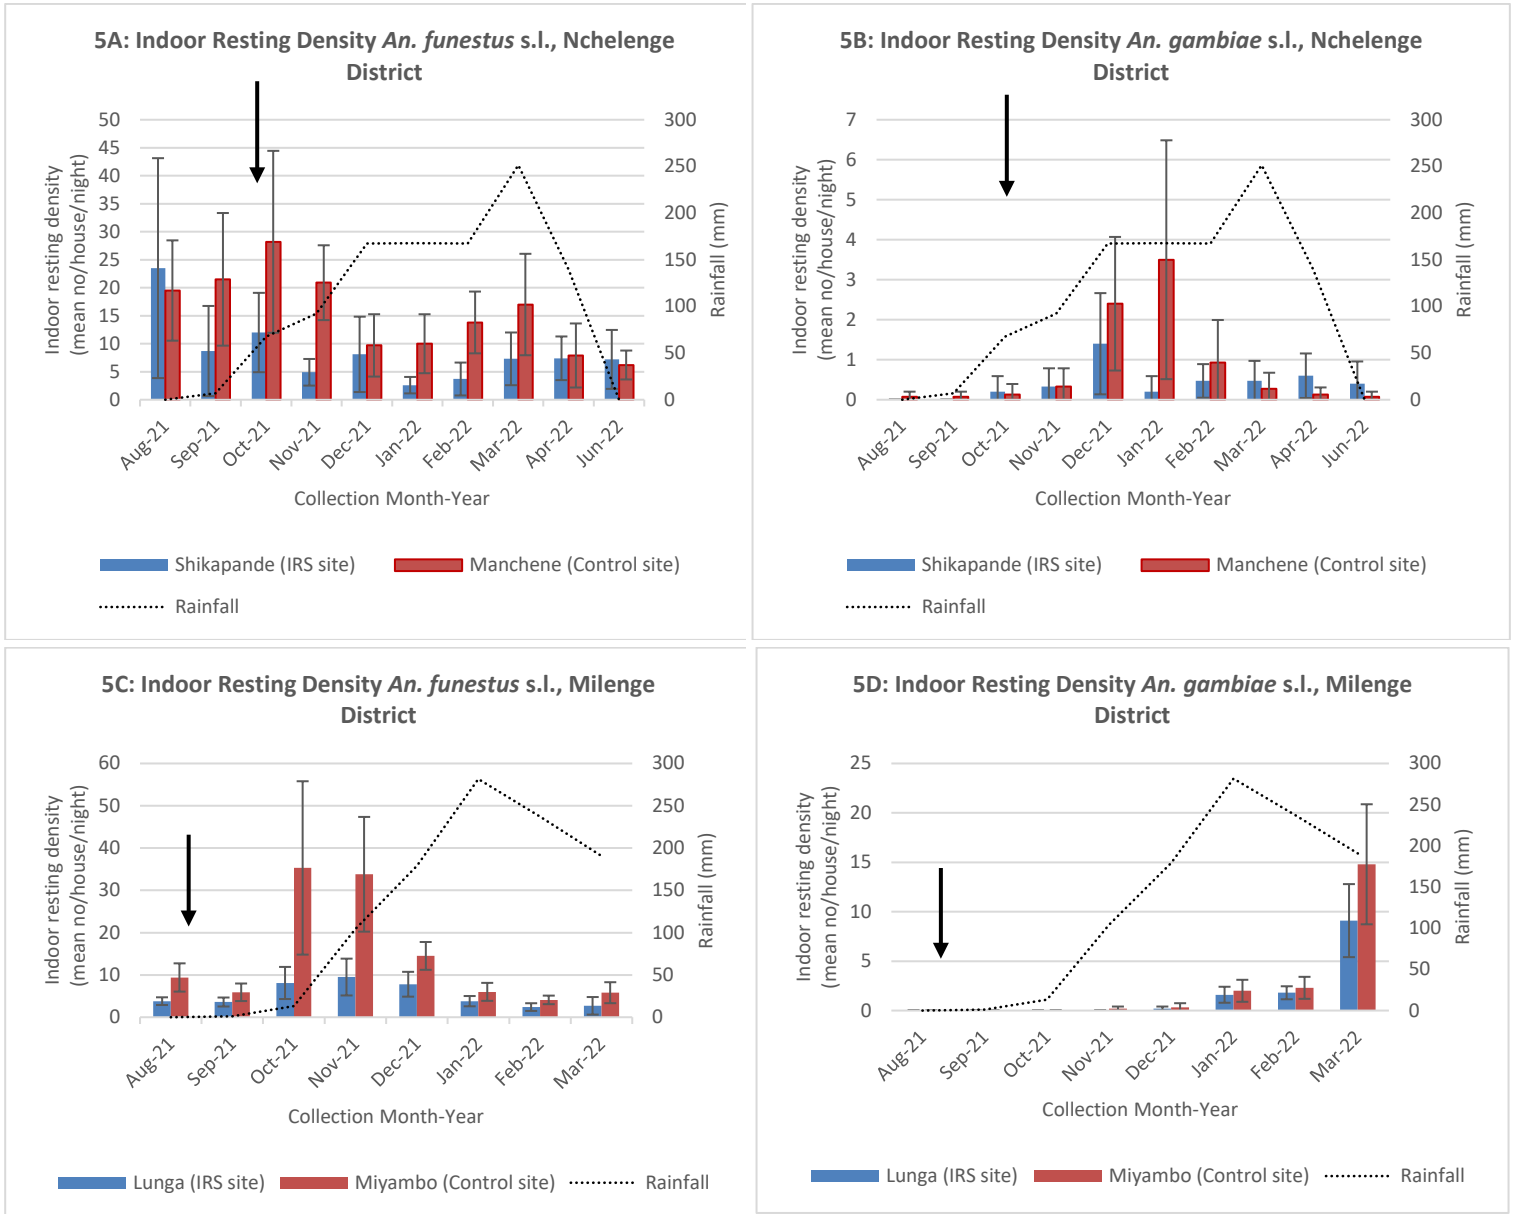 5A: Indoor Resting Density An. funestus s.l., Nchelenge
District
Indoor resting density
(mean no/house/night)
50
45
40
35
30
25
20
15
10
5
0
300
250
200
150
100
50
0
Rainfall (mm)
Aug-21
Sep-21
Oct-21
Nov-21
Dec-21
Jan-22
Feb-22
Mar-22
Apr-22
Jun-22
Collection Month-Year
Shikapande (IRS site)
Manchene (Control site)
Rainfall
5B: Indoor Resting Density An. gambiae s.l., Nchelenge
District
Indoor resting density
(mean no/house/night)
7
6
5
4
3
2
1
0
300
250
200
150
100
50
0
Rainfall (mm)
Aug-21
Sep-21
Oct-21
Nov-21
Dec-21
Jan-22
Feb-22
Mar-22
Apr-22
Jun-22
Collection Month-Year
Shikapande (IRS site)
Manchene (Control site)
Rainfall
5C: Indoor Resting Density An. funestus s.l., Milenge
District
Indoor resting density
(mean no/house/night)
60
50
40
30
20
10
0
300
250
200
150
100
50
0
Rainfall (mm)
Aug-21
Sep-21
Oct-21
Nov-21
Dec-21
Jan-22
Feb-22
Mar-22
Collection Month-Year
Lunga (IRS site)
Miyambo (Control site)
Rainfall
5D: Indoor Resting Density An. gambiae s.l., Milenge
District
Indoor resting density
(mean no/house/night)
25
20
15
10
5
0
300
250
200
150
100
50
0
Rainfall (mm)
Aug-21
Sep-21
Oct-21
Nov-21
Dec-21
Jan-22
Feb-22
Mar-22
Collection Month-Year
Lunga (IRS site)
Miyambo (Control site)
Rainfall